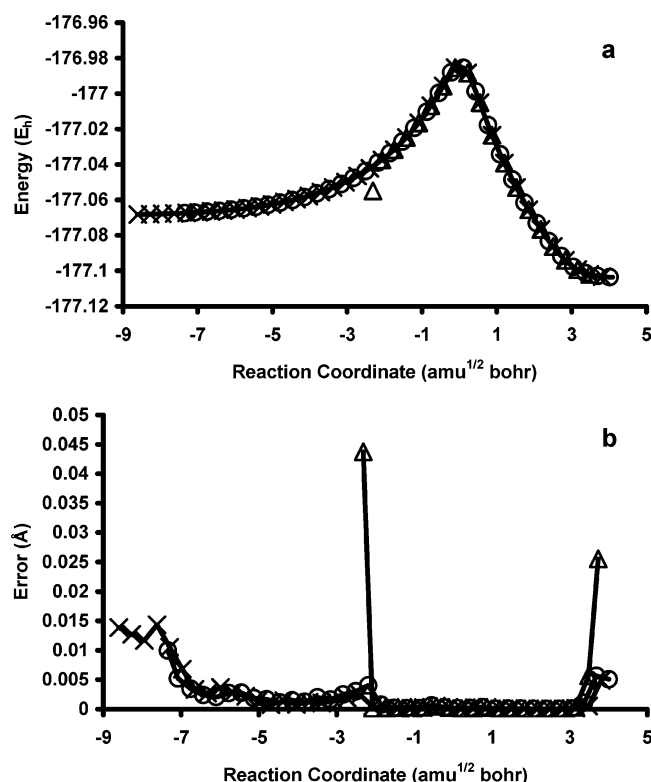 a
-176.96
-176.98
-177
-177.02
-177.04
-177.06
-177.08
-177.1
-177.12
Energy (Eh)
-9 -7 -5 -3 -1 1 3 5
Reaction Coordinate (amu1/2 bohr)
b
0.05
0.045
0.04
0.035
0.03
0.025
0.02
0.015
0.01
0.005
0
Error (Å)
-9 -7 -5 -3 -1 1 3 5
Reaction Coordinate (amu1/2 bohr)